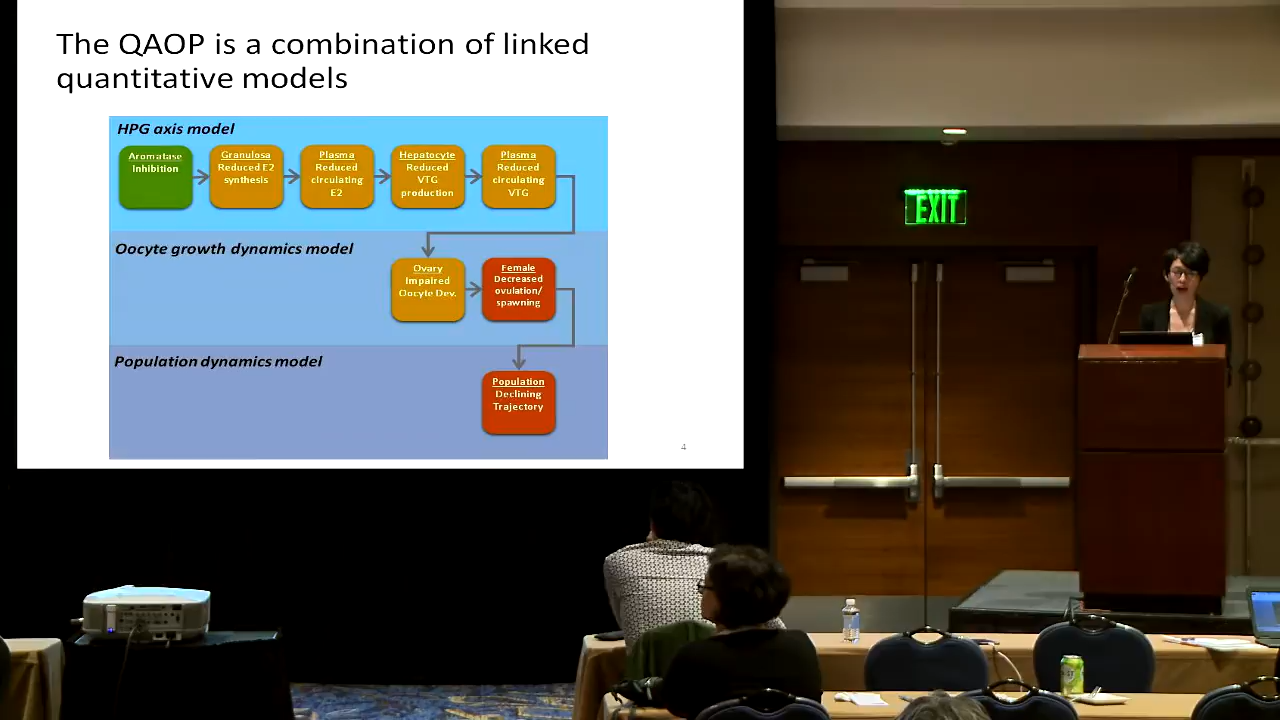 The QAOP is a combination of linked
quantitative models
HPG axis model
Aromatase
Inhibition
Granulosa
Reduced E2
synthesis
Plasma
Reduced
circulating
E2
Hepatocyte
Reduced
VTG
production
Plasma
Reduced
circulating
VTG
Oocyte growth dynamics model
Ovary
Impaired
Oocyte Dev.
Female
Decreased
ovulation/
spawning
Population dynamics model
Population
Declining
Trajectory
4
EXIT